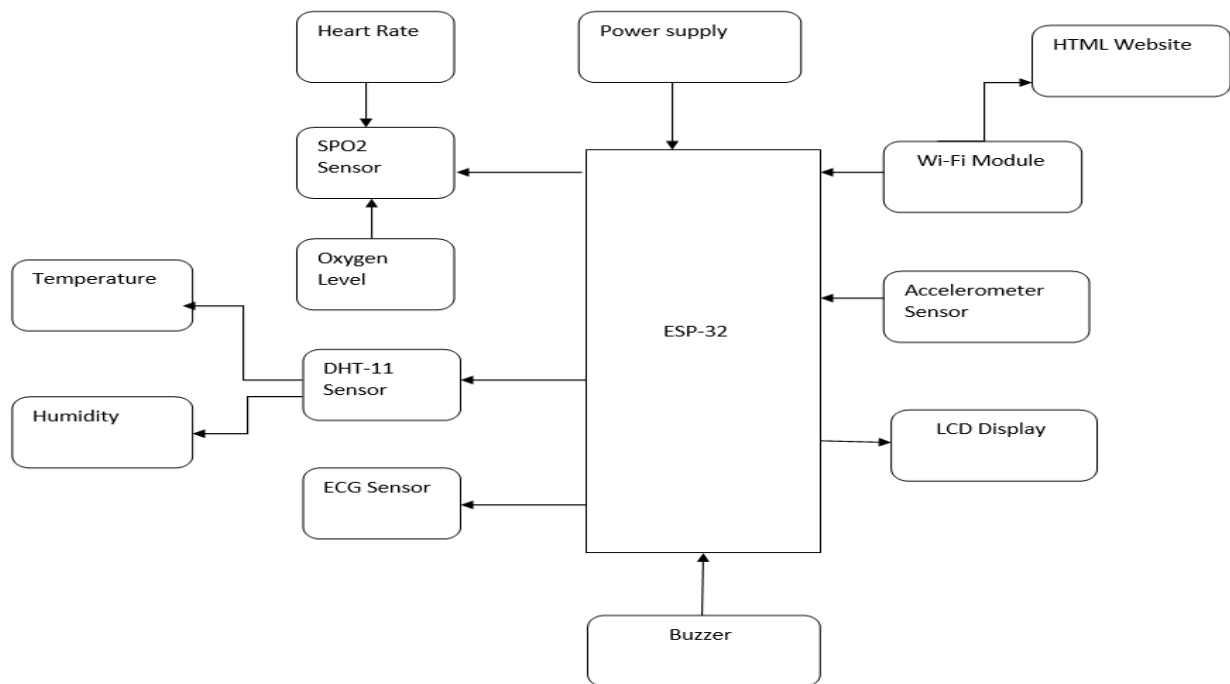 Heart Rate
Power supply
HTML Website
SPO2
Sensor
Wi-Fi Module
Oxygen
Level
Temperature
Accelerometer
Sensor
ESP-32
DHT-11
Sensor
Humidity
LCD Display
ECG Sensor
Buzzer